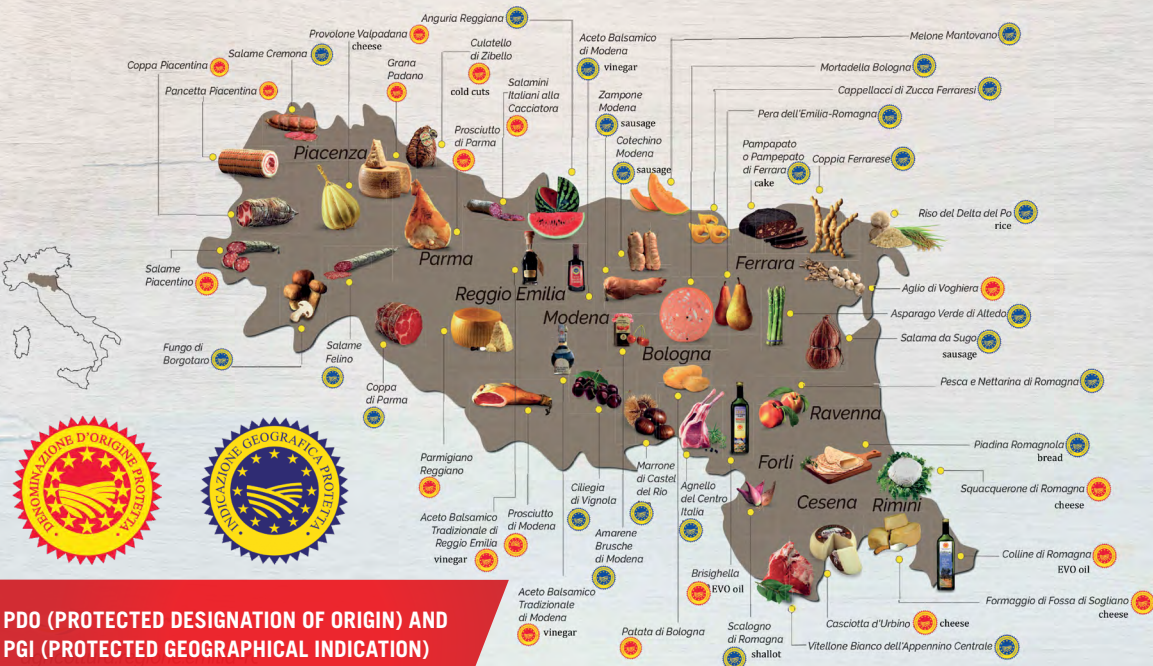 Anguria Reggiana
Provolone Valpadana
cheese
Salame Cremona
Coppa Piacentina
Pancetta Piacentina
Grana
Padano
Culatello
di Zibello
cold cuts
Salamini
Italiani alla
Cacciatora
Prosciutto
di Parma
Aceto Balsamico
di Modena
vinegar
Zampone
Modena
sausage
Cotechino
Modena
sausage
Melone Mantovano
Mortadella Bologna
Cappellacci di Zucca Ferraresi
Pera dell'Emilia-Romagna
Pampapato
o Pampepato
di Ferrara
cake
Coppia Ferrarese
Riso del Delta del Po
rice
Piacenza
Parma
Reggio Emilia
Modena
Bologna
Ferrara
Ravenna
Forlì
Cesena
Rimini
Salame
Piacentino
Fungo di
Borgotaro
Salame
Felino
Coppa
di Parma
Aglio di Voghiera
Asparago Verde di Altedo
Salama da Sugo
sausage
Pesca e Nettarina di Romagna
Piadina Romagnola
bread
Squacquerone di Romagna
cheese
Colline di Romagna
EVO oil
Formaggio di Fossa di Sogliano
cheese
Parmigiano
Reggiano
Aceto Balsamico
Tradizionale di
Reggio Emilia
vinegar
Prosciutto
di Modena
Ciliegia
di Vignola
Amarene
Brusche
di Modena
Marrone
di Castel
del Rio
Agnello
del Centro
Italia
Brisighella
EVO oil
Aceto Balsamico
Tradizionale
di Modena
vinegar
Patata di Bologna
Scalogno
di Romagna
shallot
Casciotta d'Urbino
cheese
Vitellone Bianco dell'Appennino Centrale
DENOMINAZIONE D'ORIGINE PROTETTA
INDICAZIONE GEOGRAFICA PROTETTA
PDO (PROTECTED DESIGNATION OF ORIGIN) AND
PGI (PROTECTED GEOGRAPHICAL INDICATION)